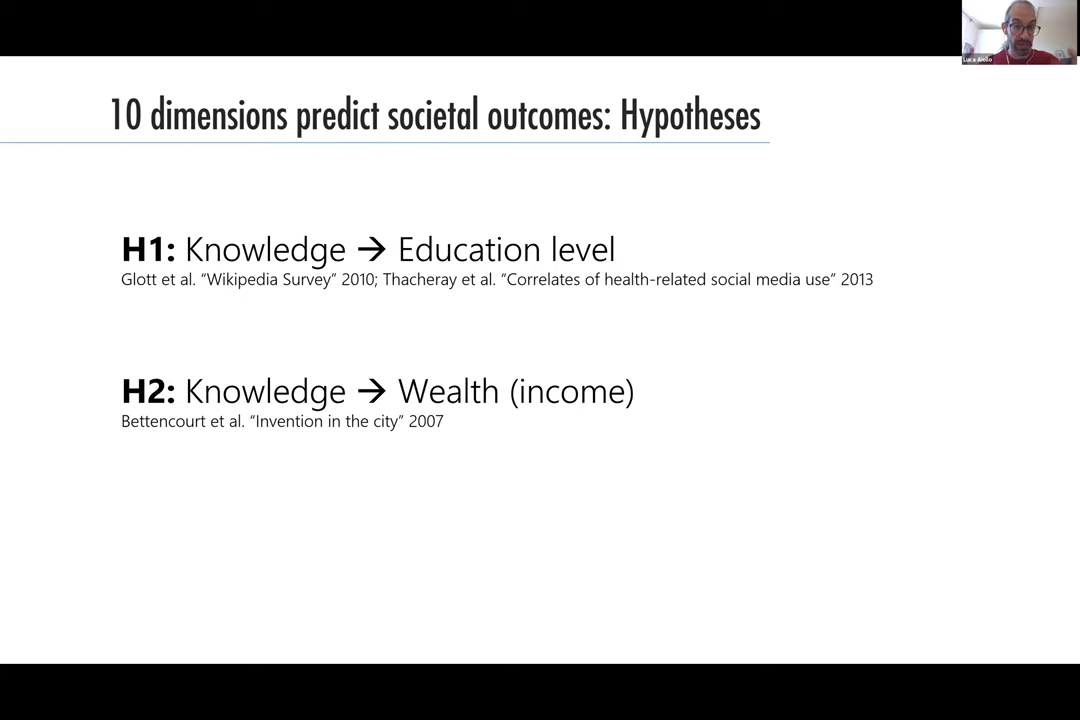 Luca Aiello
10 dimensions predict societal outcomes: Hypotheses
H1: Knowledge → Education level
Glott et al. “Wikipedia Survey” 2010; Thacheray et al. “Correlates of health-related social media use” 2013
H2: Knowledge → Wealth (income)
Bettencourt et al. “Invention in the city” 2007